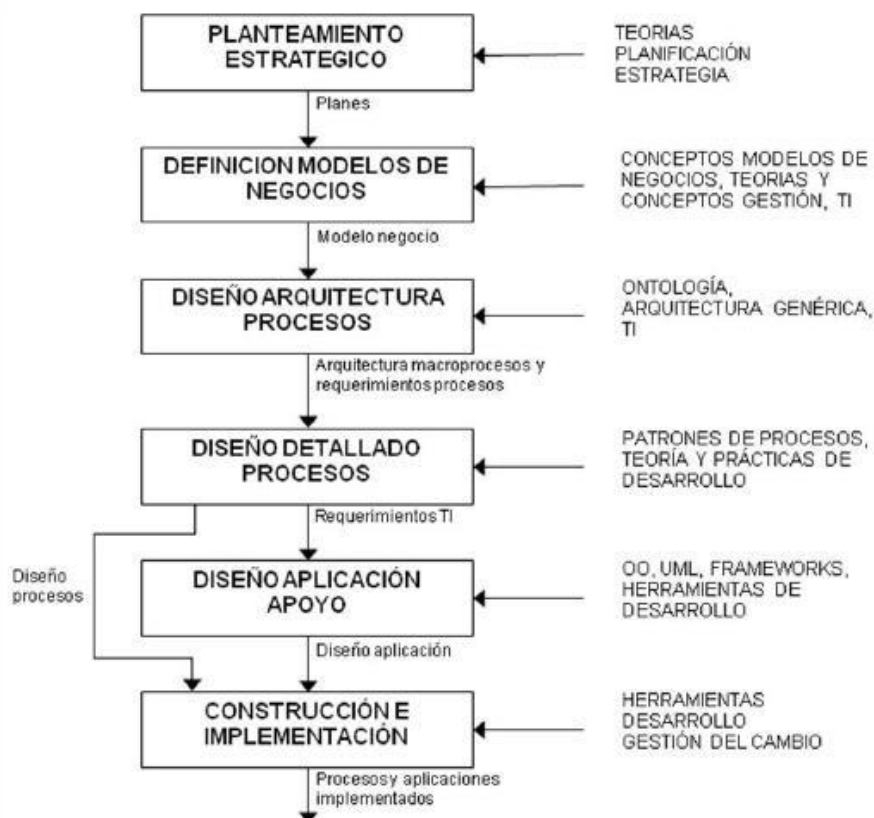 PLANTEAMIENTO
ESTRATEGICO
TEORIAS
PLANIFICACIÓN
ESTRATEGIA
Planes
DEFINICION MODELOS DE
NEGOCIOS
CONCEPTOS MODELOS DE
NEGOCIOS, TEORIAS Y
CONCEPTOS GESTIÓN, TI
Modelo negocio
DISEÑO ARQUITECTURA
PROCESOS
ONTOLOGÍA,
ARQUITECTURA GENÉRICA,
TI
Arquitectura macroprocesos y
requerimientos procesos
DISEÑO DETALLADO
PROCESOS
PATRONES DE PROCESOS,
TEORÍA Y PRÁCTICAS DE
DESARROLLO
Requerimientos TI
Diseño
procesos
DISEÑO APLICACIÓN
APOYO
OO, UML, FRAMEWORKS,
HERRAMIENTAS DE
DESARROLLO
Diseño aplicación
CONSTRUCCIÓN E
IMPLEMENTACIÓN
HERRAMIENTAS
DESARROLLO
GESTIÓN DEL CAMBIO
Procesos y aplicaciones
implementados